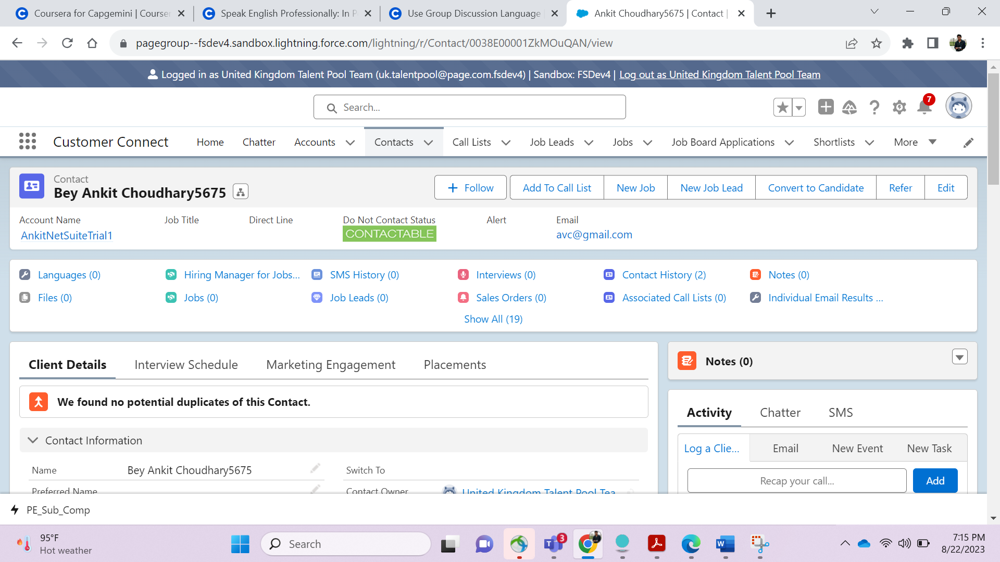 Coursera for Capgemini | Courser
Speak English Professionally: In P
Use Group Discussion Language
Ankit Choudhary5675 | Contact |
pagegroup--fsdev4.sandbox.lightning.force.com/lightning/r/Contact/0038E00001ZkMOuQAN/view
Logged in as United Kingdom Talent Pool Team (uk.talentpool@page.com.fsdev4) | Sandbox: FSDev4 | Log out as United Kingdom Talent Pool Team
Search...
7
Customer Connect Home Chatter Accounts Contacts Call Lists Job Leads Jobs Job Board Applications Shortlists More
Contact
Bey Ankit Choudhary5675
Follow Add To Call List New Job New Job Lead Convert to Candidate Refer Edit
Account Name Job Title Direct Line Do Not Contact Status Alert Email
AnkitNetSuiteTrial1 CONTACTABLE avc@gmail.com
Languages (0) Hiring Manager for Jobs... SMS History (0) Interviews (0) Contact History (2) Notes (0)
Files (0) Jobs (0) Job Leads (0) Sales Orders (0) Associated Call Lists (0) Individual Email Results ...
Show All (19)
Client Details Interview Schedule Marketing Engagement Placements
We found no potential duplicates of this Contact.
Contact Information
Name Bey Ankit Choudhary5675 Switch To
Preferred Name Contact Owner United Kingdom Talent Pool Tea
Notes (0)
Activity Chatter SMS
Log a Clie... Email New Event New Task
Recap your call... Add
PE_Sub_Comp
95°F
Hot weather
Search
3
7:15 PM
8/22/2023